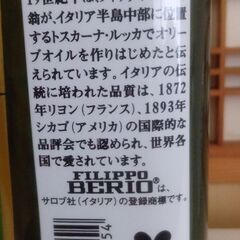 翁が、イタリア半島中部に位置
するトスカーナ・ルッカでオリー
ブオイルを作りはじめたと伝え
られています。イタリアの伝
統に培われた品質は、1872
年リヨン（フランス）、1893年
シカゴ（アメリカ）の国際的な
品評会でも認められ、世界各
国で愛されています。
FILIPPO
BERIO® は、
サロブ社（イタリア）の登録商標です。
54